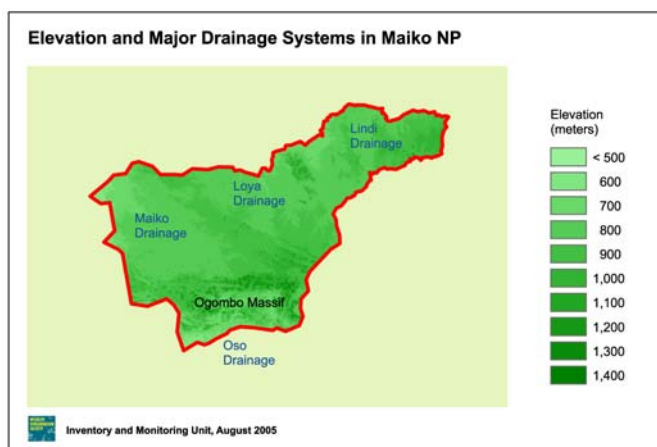 Elevation and Major Drainage Systems in Maiko NP
Lindi
Drainage
Loya
Drainage
Maiko
Drainage
Ogombo Massif
Oso
Drainage
Elevation
(meters)
< 500
600
700
800
900
1,000
1,100
1,200
1,300
1,400
Inventory and Monitoring Unit, August 2005